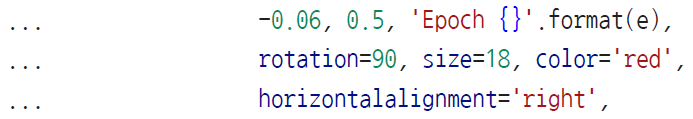 ... -0.06, 0.5, 'Epoch {}'.format(e),
... rotation=90, size=18, color='red',
... horizontalalignment='right',